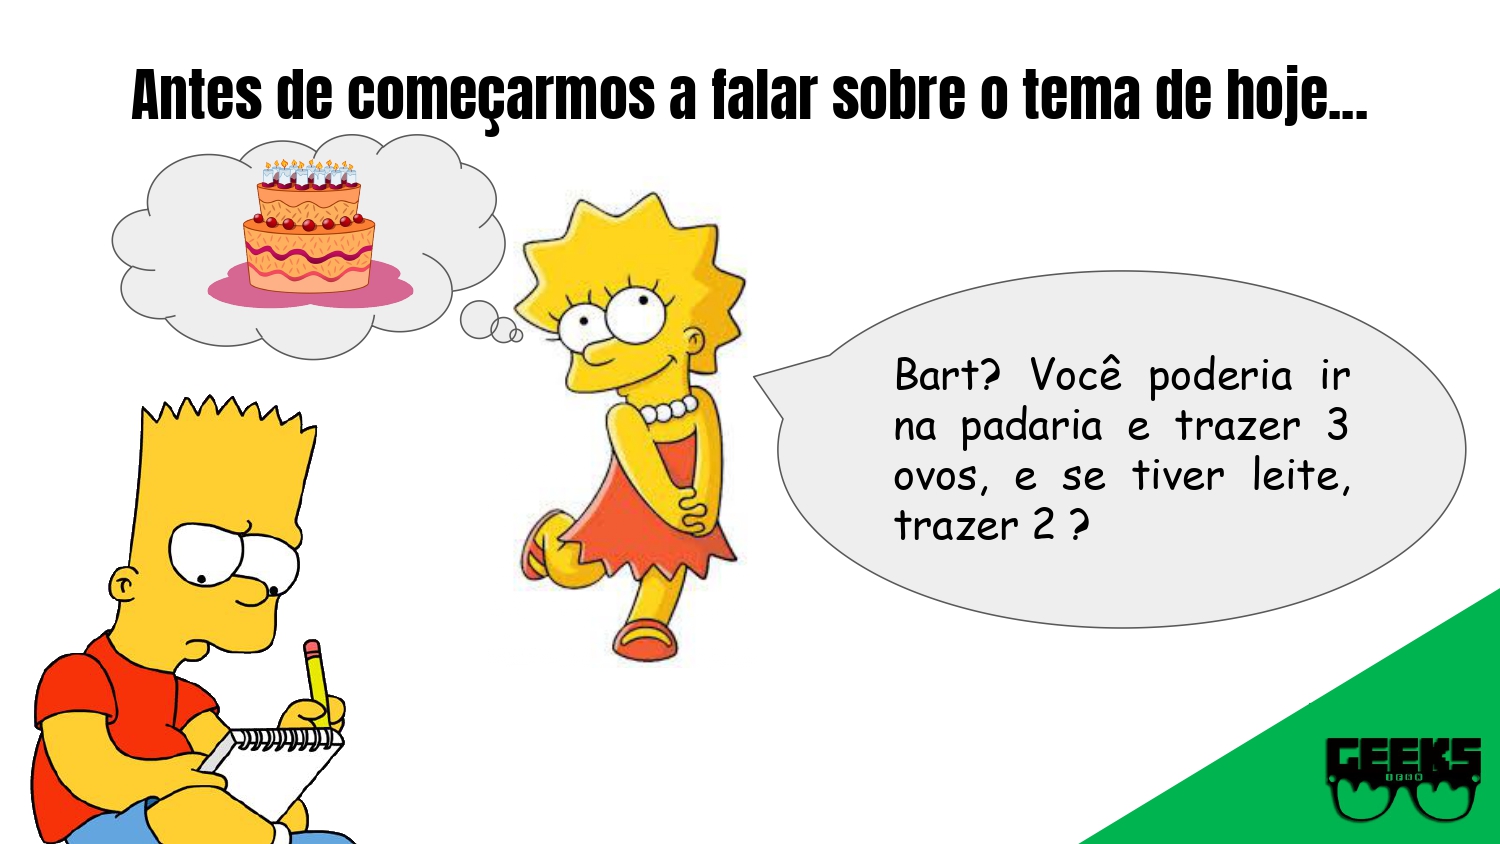 Antes de começarmos a falar sobre o tema de hoje...
Bart? Você poderia ir
na padaria e trazer 3
ovos, e se tiver leite,
trazer 2 ?
GEEKS
IFRN